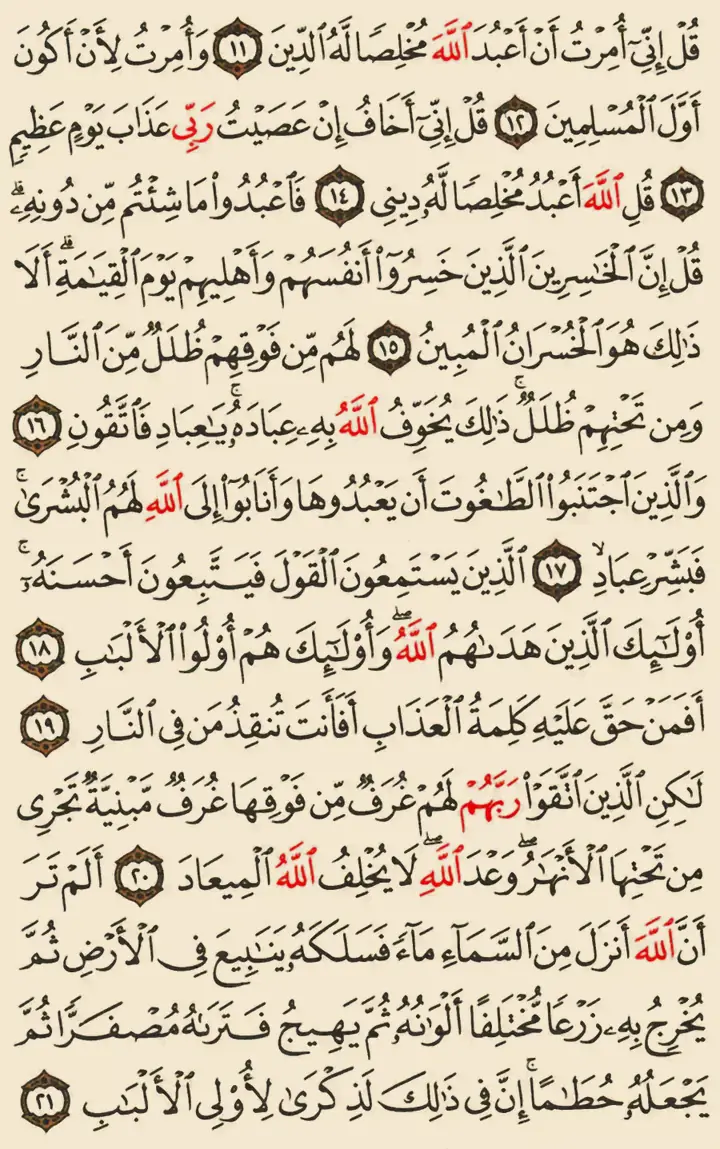 قُلْ إِنِّىٓ أُمِرْتُ أَنْ أَعْبُدَ ٱللَّهَ مُخْلِصًا لَّهُ ٱلدِّينَ ١١ وَأُمِرْتُ لِأَنْ أَكُونَ
أَوَّلَ ٱلْمُسْلِمِينَ ١٢ قُلْ إِنِّىٓ أَخَافُ إِنْ عَصَيْتُ رَبِّى عَذَابَ يَوْمٍ عَظِيمٍ
١٣ قُلِ ٱللَّهَ أَعْبُدُ مُخْلِصًا لَّهُۥ دِينِى ١٤ فَٱعْبُدُوا۟ مَا شِئْتُم مِّن دُونِهِۦۗ
قُلْ إِنَّ ٱلْخَـٰسِرِينَ ٱلَّذِينَ خَسِرُوٓا۟ أَنفُسَهُمْ وَأَهْلِيهِمْ يَوْمَ ٱلْقِيَـٰمَةِۗ أَلَا
ذَٰلِكَ هُوَ ٱلْخُسْرَانُ ٱلْمُبِينُ ١٥ لَهُم مِّن فَوْقِهِمْ ظُلَلٌ مِّنَ ٱلنَّارِ
وَمِن تَحْتِهِمْ ظُلَلٌۚ ذَٰلِكَ يُخَوِّفُ ٱللَّهُ بِهِۦ عِبَادَهُۥۚ يَـٰعِبَادِ فَٱتَّقُونِ ١٦
وَٱلَّذِينَ ٱجْتَنَبُوا۟ ٱلطَّـٰغُوتَ أَن يَعْبُدُوهَا وَأَنَابُوٓا۟ إِلَى ٱللَّهِ لَهُمُ ٱلْبُشْرَىٰۚ
فَبَشِّرْ عِبَادِۙ ١٧ ٱلَّذِينَ يَسْتَمِعُونَ ٱلْقَوْلَ فَيَتَّبِعُونَ أَحْسَنَهُۥٓۚ
أُو۟لَـٰٓئِكَ ٱلَّذِينَ هَدَىٰهُمُ ٱللَّهُۖ وَأُو۟لَـٰٓئِكَ هُمْ أُو۟لُوا۟ ٱلْأَلْبَـٰبِ ١٨
أَفَمَنْ حَقَّ عَلَيْهِ كَلِمَةُ ٱلْعَذَابِ أَفَأَنتَ تُنقِذُ مَن فِى ٱلنَّارِ ١٩
لَـٰكِنِ ٱلَّذِينَ ٱتَّقَوْا۟ رَبَّهُمْ لَهُمْ غُرَفٌ مِّن فَوْقِهَا غُرَفٌ مَّبْنِيَّةٌ تَجْرِى
مِن تَحْتِهَا ٱلْأَنْهَـٰرُۖ وَعْدَ ٱللَّهِۖ لَا يُخْلِفُ ٱللَّهُ ٱلْمِيعَادَ ٢٠ أَلَمْ تَرَ
أَنَّ ٱللَّهَ أَنزَلَ مِنَ ٱلسَّمَآءِ مَآءً فَسَلَكَهُۥ يَنَـٰبِيعَ فِى ٱلْأَرْضِ ثُمَّ
يُخْرِجُ بِهِۦ زَرْعًا مُّخْتَلِفًا أَلْوَٰنُهُۥ ثُمَّ يَهِيجُ فَتَرَىٰهُ مُصْفَرًّا ثُمَّ
يَجْعَلُهُۥ حُطَـٰمًاۚ إِنَّ فِى ذَٰلِكَ لَذِكْرَىٰ لِأُو۟لِى ٱلْأَلْبَـٰبِ ٢١